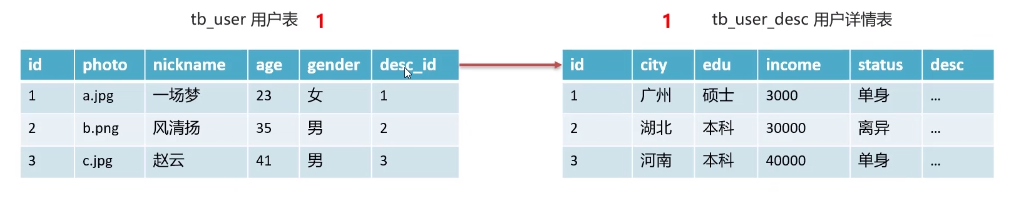 tb_user 用户表 1 1 tb_user_desc 用户详情表
id photo nickname age gender desc_id id city edu income status desc
1 a.jpg 一场梦 23 女 1 1 广州 硕士 3000 单身 ...
2 b.png 风清扬 35 男 2 2 湖北 本科 30000 离异 ...
3 c.jpg 赵云 41 男 3 3 河南 本科 40000 单身 ...